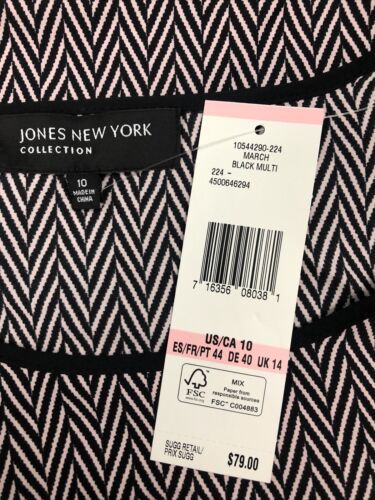 JONES NEW YORK
COLLECTION
10
MADE IN
CHINA
10544290-224
MARCH
BLACK MULTI
224 -
4500646294
7 16356 08038 1
US/CA 10
ES/FR/PT 44 DE 40 UK 14
FSC
MIX
Paper from
responsible sources
FSC™ C004883
SUGG RETAIL/
PRIX SUGG
$79.00